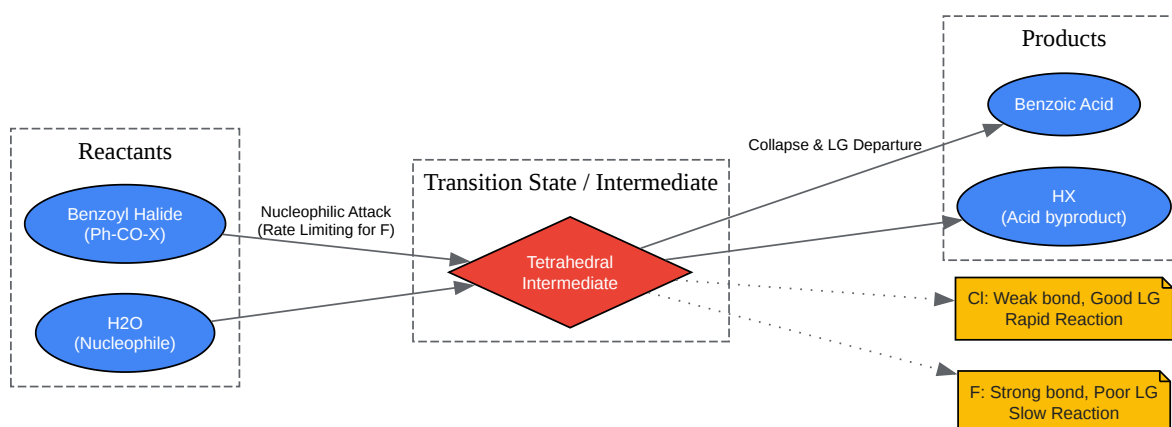 Reactants
Benzoyl Halide
(Ph-CO-X)
H2O
(Nucleophile)
Nucleophilic Attack
(Rate Limiting for F)
Transition State / Intermediate
Tetrahedral
Intermediate
Collapse & LG Departure
Products
Benzoic Acid
HX
(Acid byproduct)
Cl: Weak bond, Good LG
Rapid Reaction
F: Strong bond, Poor LG
Slow Reaction